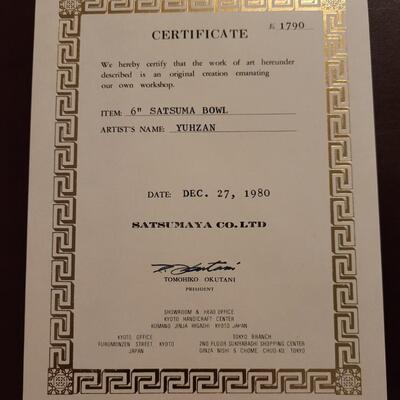 K 1790
CERTIFICATE
We hereby certify that the work of art hereunder
described is an original creation emanating
our own workshop.
ITEM: 6" SATSUMA BOWL
ARTIST'S NAME: YUHZAN
DATE: DEC. 27, 1980
SATSUMAYA CO. LTD
TOMOHIKO OKUTANI
PRESIDENT
SHOWROOM & HEAD OFFICE
KYOTO HANDICRAFT CENTER
KUMANO JINJA HIGASHI KYOTO JAPAN
KYOTO OFFICE
FURUMONZEN STREET KYOTO
JAPAN
TOKYO BRANCH
2ND FLOOR SUKIYABASHI SHOPPING CENTER
GINZA NISHI 5 CHOME CHUO-KU TOKYO